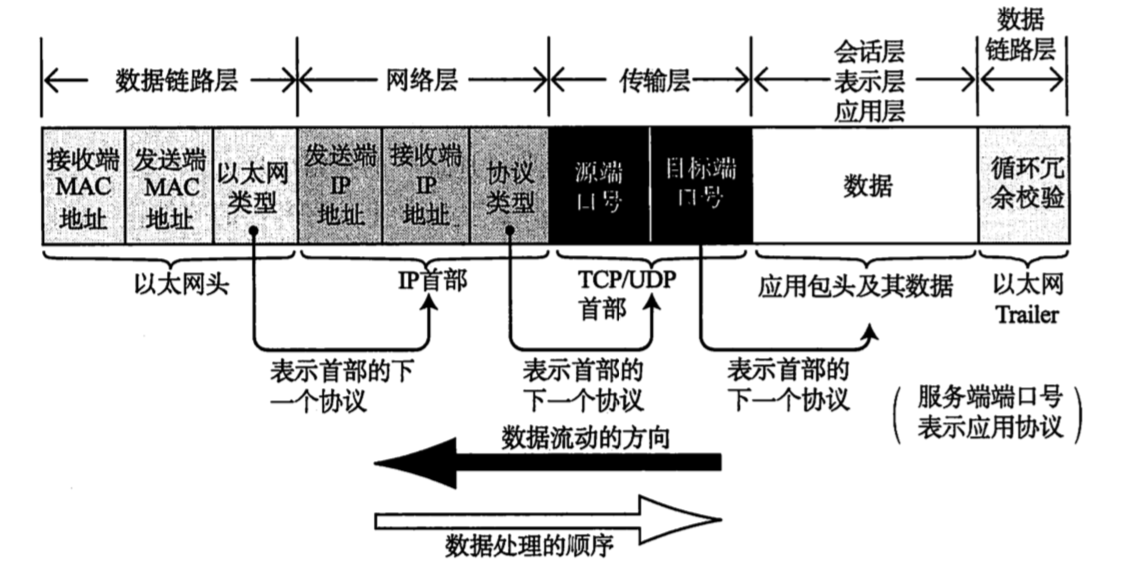 数据
链路层
数据链路层
网络层
传输层
会话层
表示层
应用层
接收端
MAC
地址
发送端
MAC
地址
以太网
类型
发送端
IP
地址
接收端
IP
地址
协议
类型
源端
口号
目标端
口号
数据
循环冗
余校验
以太网头
IP首部
TCP/UDP
首部
应用包头及其数据
以太网
Trailer
表示首部的下
一个协议
表示首部的
下一个协议
表示首部的
下一个协议
(服务端端口号
表示应用协议)
数据流动的方向
数据处理的顺序